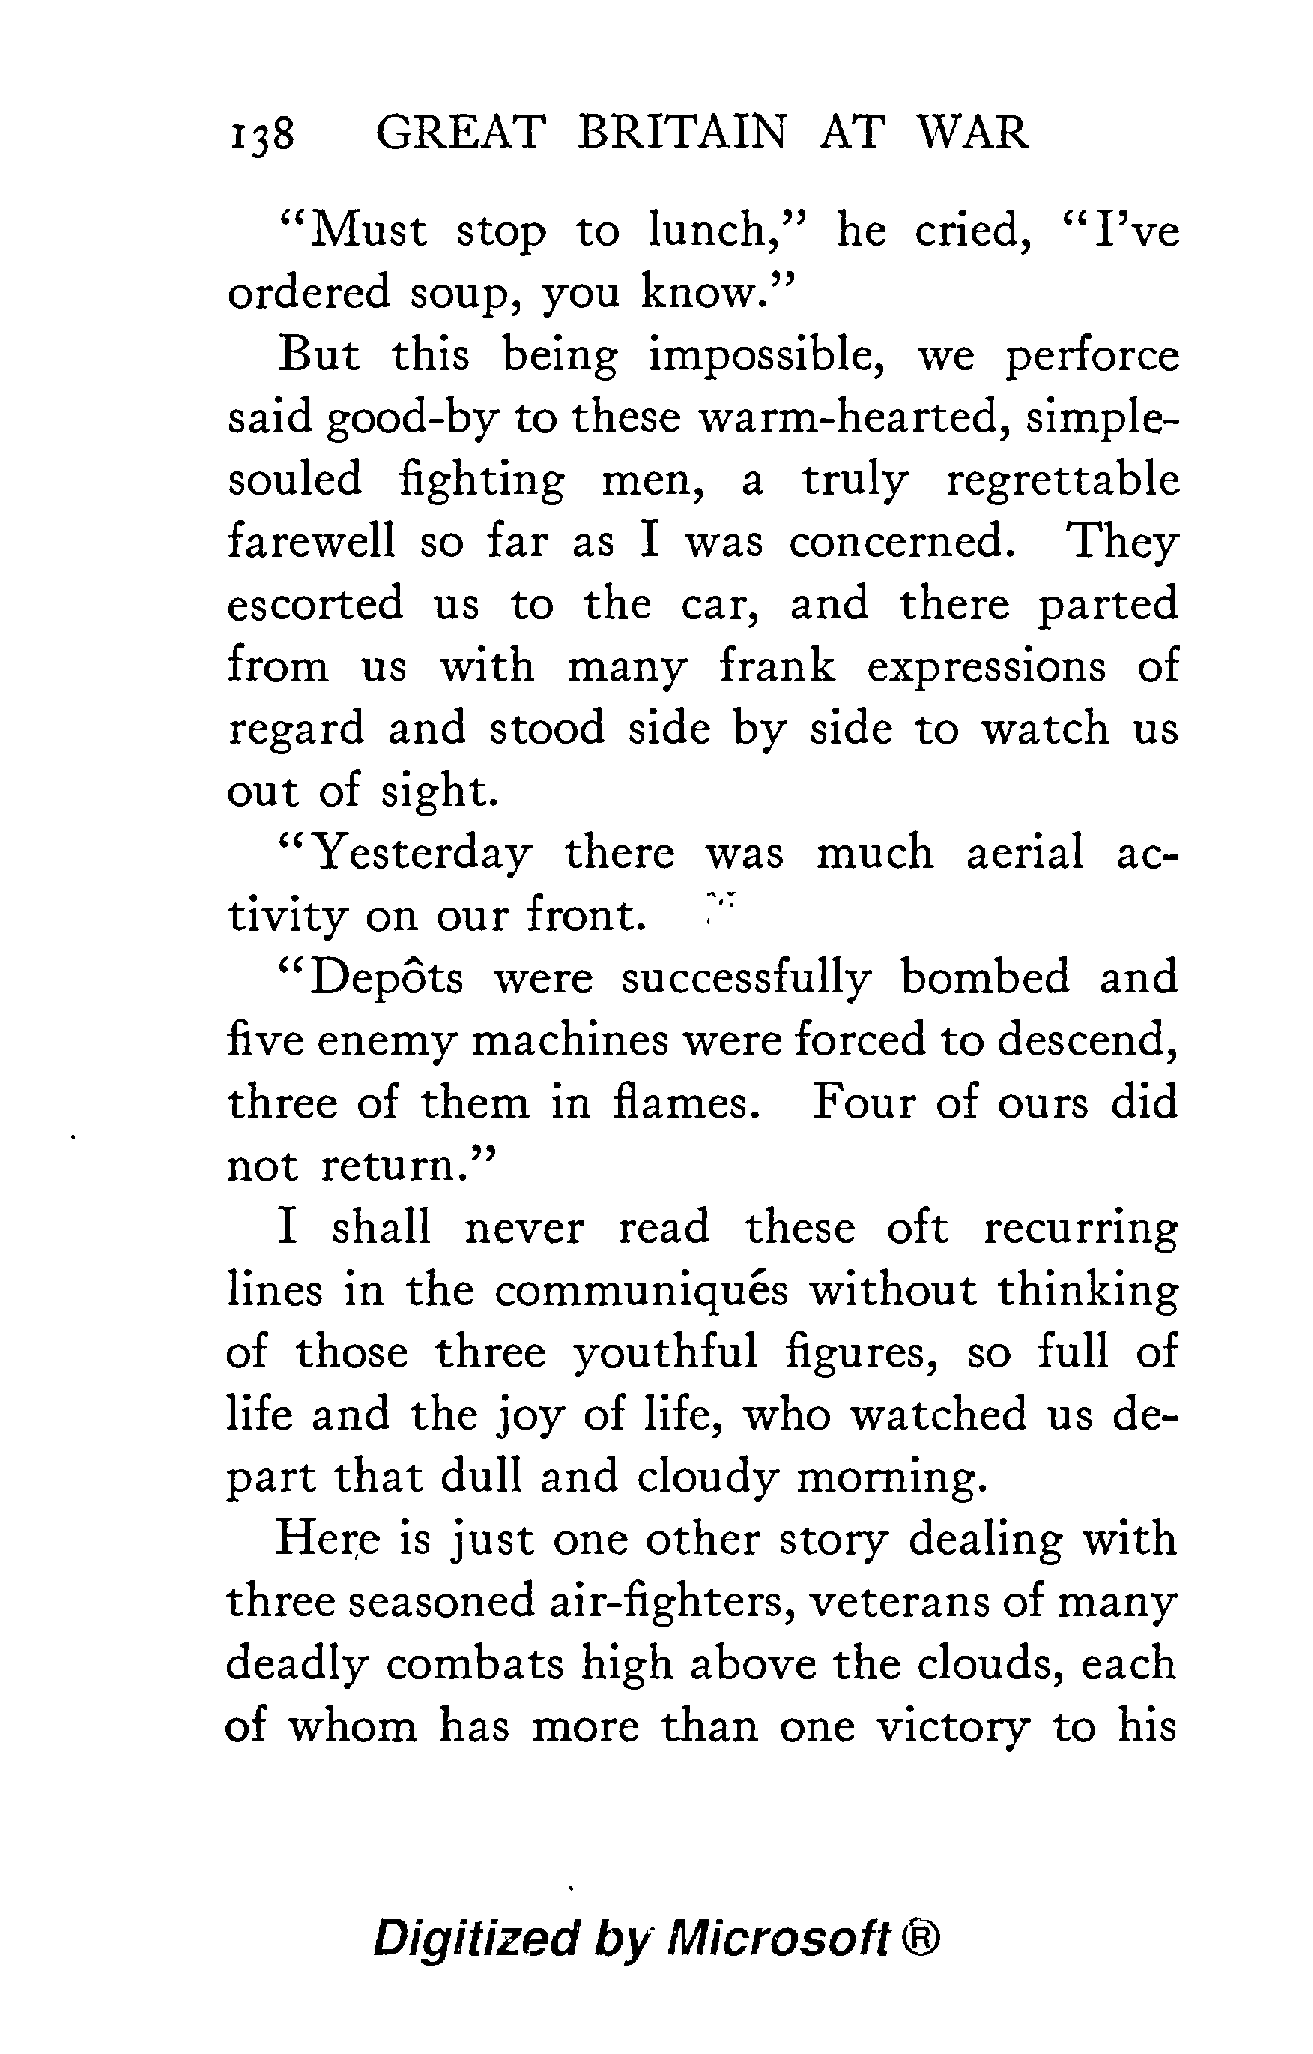 138 GREAT BRITAIN AT WAR
“Must stop to lunch,” he cried, “I’ve
ordered soup, you know.”
But this being impossible, we perforce
said good-by to these warm-hearted, simple-
souled fighting men, a truly regrettable
farewell so far as I was concerned. They
escorted us to the car, and there parted
from us with many frank expressions of
regard and stood side by side to watch us
out of sight.
“Yesterday there was much aerial ac-
tivity on our front.
“Depôts were successfully bombed and
five enemy machines were forced to descend,
three of them in flames. Four of ours did
not return.”
I shall never read these oft recurring
lines in the communiqués without thinking
of those three youthful figures, so full of
life and the joy of life, who watched us de-
part that dull and cloudy morning.
Here is just one other story dealing with
three seasoned air-fighters, veterans of many
deadly combats high above the clouds, each
of whom has more than one victory to his
Digitized by Microsoft ®